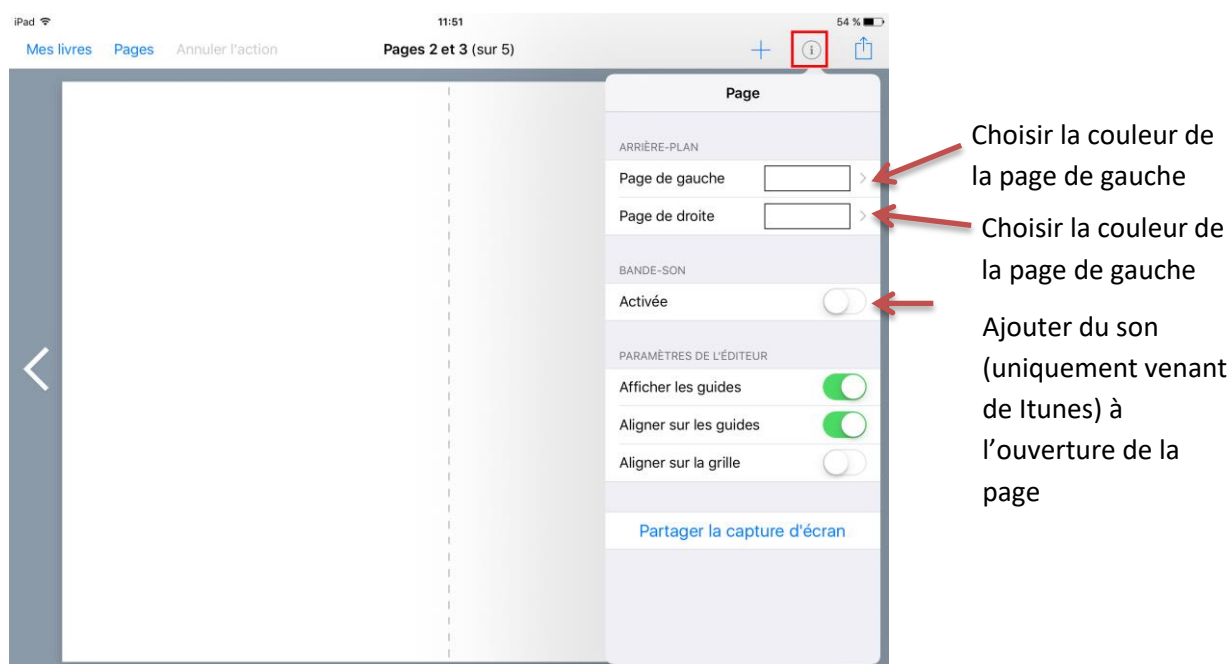 iPad 11:51 54 %
Mes livres Pages Annuler l'action Pages 2 et 3 (sur 5)
Page
ARRIÈRE-PLAN
Page de gauche
Page de droite
BANDE-SON
Activée
PARAMÈTRES DE L'ÉDITEUR
Afficher les guides
Aligner sur les guides
Aligner sur la grille
Partager la capture d'écran
Choisir la couleur de
la page de gauche
Choisir la couleur de
la page de gauche
Ajouter du son
(uniquement venant
de Itunes) à
l’ouverture de la
page